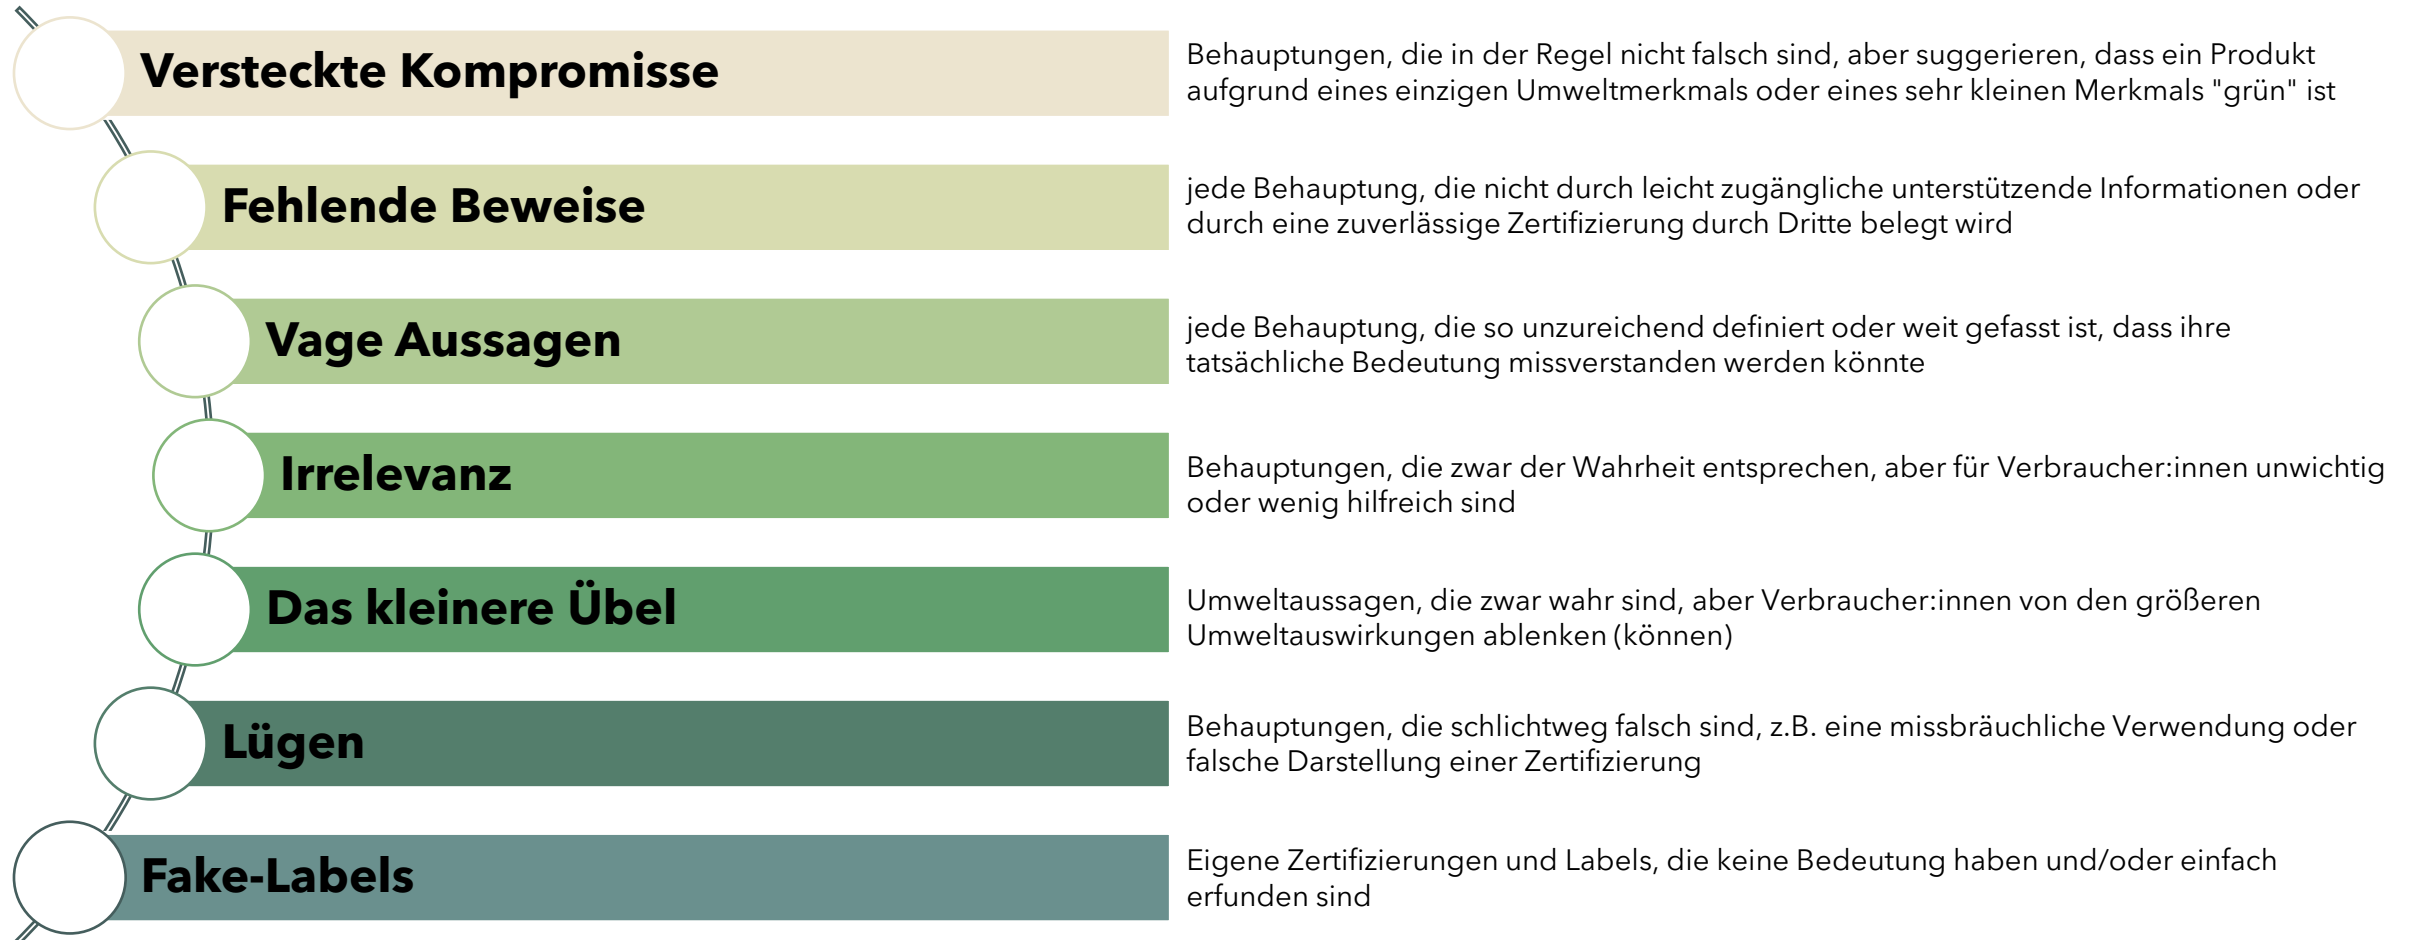 Versteckte Kompromisse
Behauptungen, die in der Regel nicht falsch sind, aber suggerieren, dass ein Produkt
aufgrund eines einzigen Umweltmerkmals oder eines sehr kleinen Merkmals "grün" ist
Fehlende Beweise
jede Behauptung, die nicht durch leicht zugängliche unterstützende Informationen oder
durch eine zuverlässige Zertifizierung durch Dritte belegt wird
Vage Aussagen
jede Behauptung, die so unzureichend definiert oder weit gefasst ist, dass ihre
tatsächliche Bedeutung missverstanden werden könnte
Irrelevanz
Behauptungen, die zwar der Wahrheit entsprechen, aber für Verbraucher:innen unwichtig
oder wenig hilfreich sind
Das kleinere Übel
Umweltaussagen, die zwar wahr sind, aber Verbraucher:innen von den größeren
Umweltauswirkungen ablenken (können)
Lügen
Behauptungen, die schlichtweg falsch sind, z.B. eine missbräuchliche Verwendung oder
falsche Darstellung einer Zertifizierung
Fake-Labels
Eigene Zertifizierungen und Labels, die keine Bedeutung haben und/oder einfach
erfunden sind